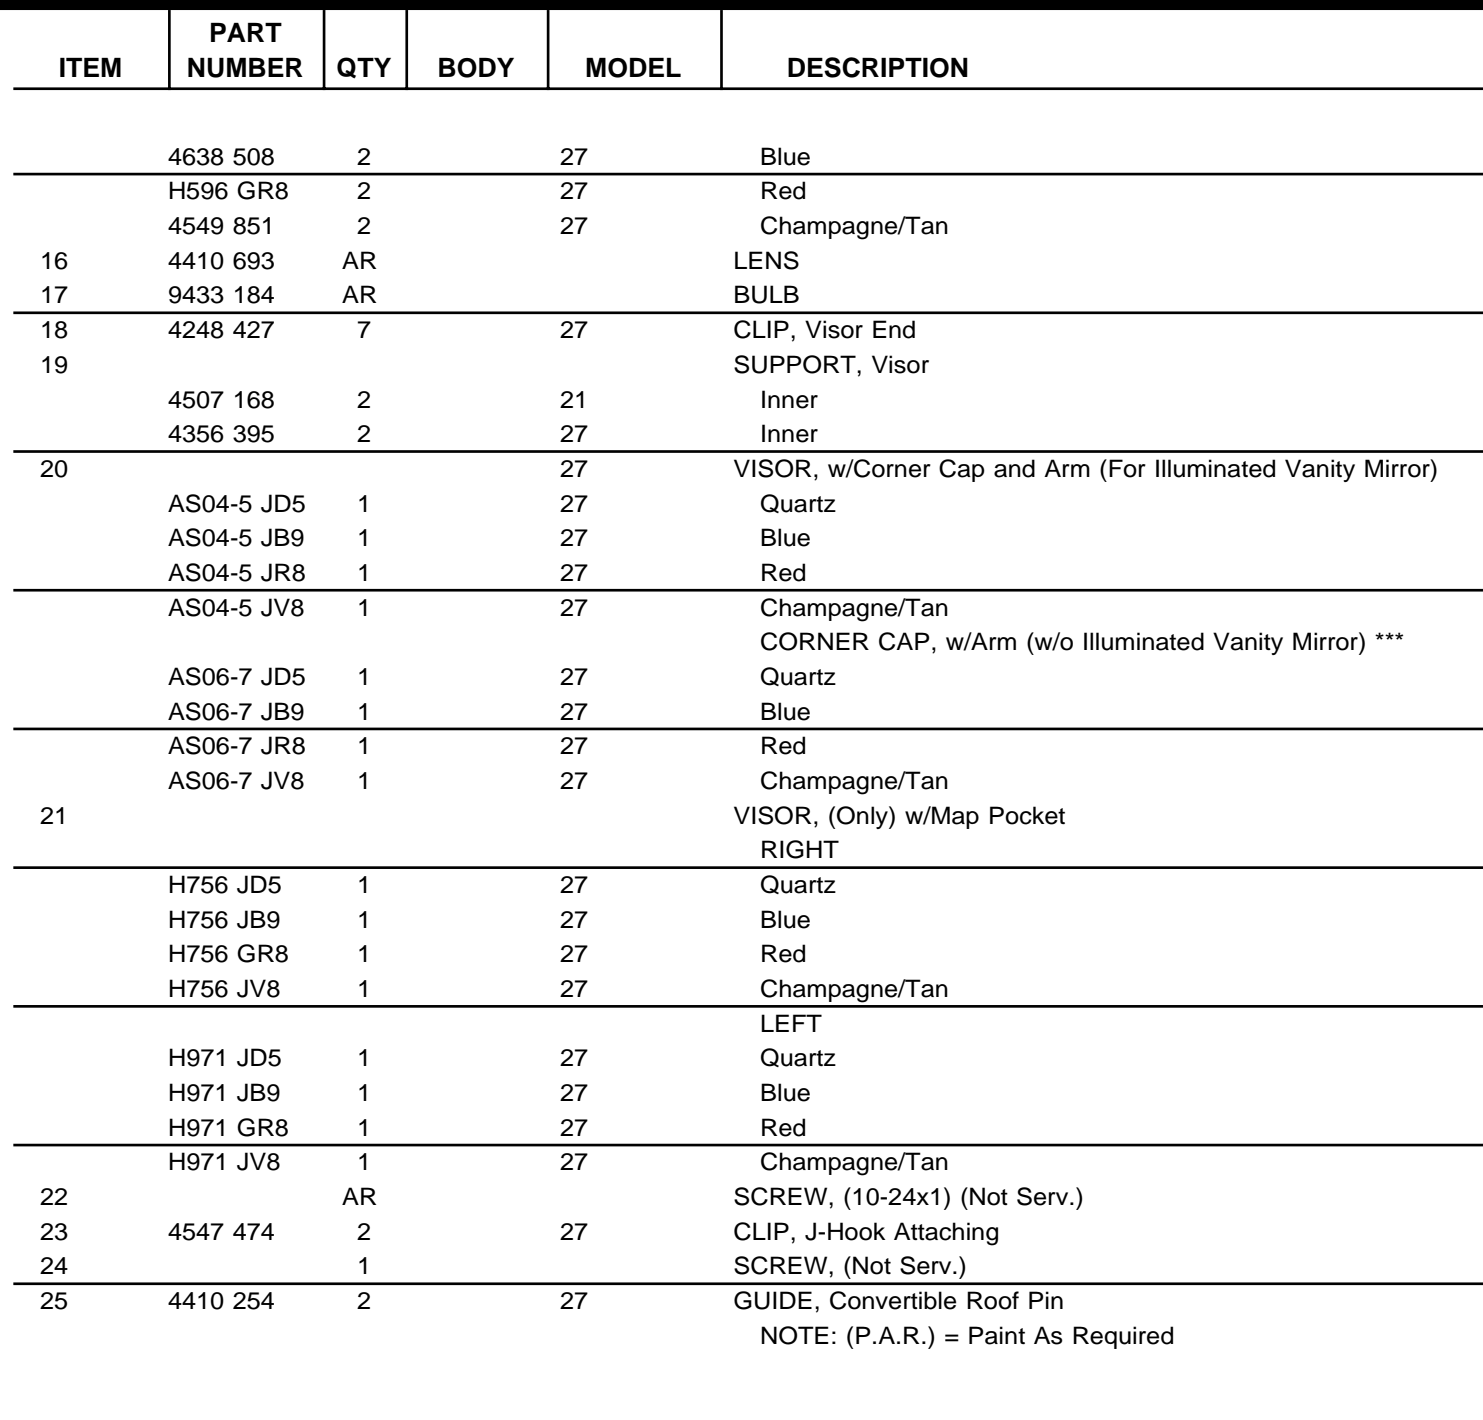 PART
ITEM NUMBER QTY BODY MODEL DESCRIPTION
4638 508 2 27 Blue
H596 GR8 2 27 Red
4549 851 2 27 Champagne/Tan
16 4410 693 AR LENS
17 9433 184 AR BULB
18 4248 427 7 27 CLIP, Visor End
19 SUPPORT, Visor
4507 168 2 21 Inner
4356 395 2 27 Inner
20 27 VISOR, w/Corner Cap and Arm (For Illuminated Vanity Mirror)
AS04-5 JD5 1 27 Quartz
AS04-5 JB9 1 27 Blue
AS04-5 JR8 1 27 Red
AS04-5 JV8 1 27 Champagne/Tan
CORNER CAP, w/Arm (w/o Illuminated Vanity Mirror) ***
AS06-7 JD5 1 27 Quartz
AS06-7 JB9 1 27 Blue
AS06-7 JR8 1 27 Red
AS06-7 JV8 1 27 Champagne/Tan
21 VISOR, (Only) w/Map Pocket
RIGHT
H756 JD5 1 27 Quartz
H756 JB9 1 27 Blue
H756 GR8 1 27 Red
H756 JV8 1 27 Champagne/Tan
LEFT
H971 JD5 1 27 Quartz
H971 JB9 1 27 Blue
H971 GR8 1 27 Red
H971 JV8 1 27 Champagne/Tan
22 AR SCREW, (10-24x1) (Not Serv.)
23 4547 474 2 27 CLIP, J-Hook Attaching
24 1 SCREW, (Not Serv.)
25 4410 254 2 27 GUIDE, Convertible Roof Pin
NOTE: (P.A.R.) = Paint As Required